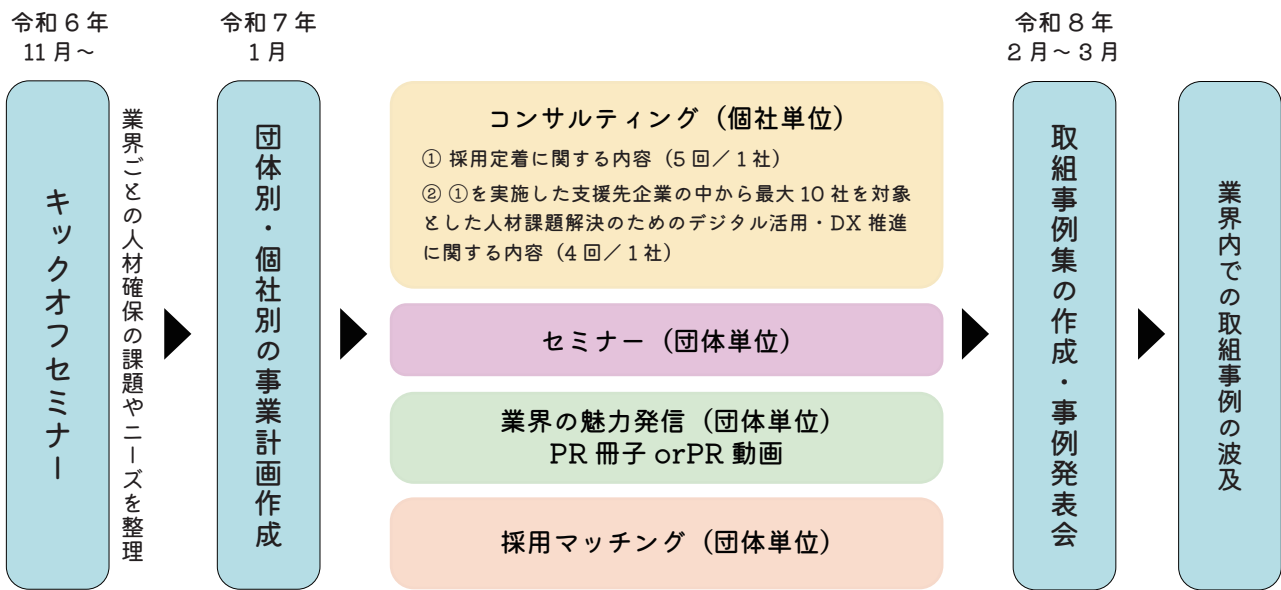 令和6年
11月～
キックオフセミナー
業界ごとの人材確保の課題やニーズを整理
令和7年
1月
団体別・個社別の事業計画作成
コンサルティング（個社単位）
① 採用定着に関する内容（5回／1社）
② ①を実施した支援先企業の中から最大10社を対象
とした人材課題解決のためのデジタル活用・DX推進
に関する内容（4回／1社）
セミナー（団体単位）
業界の魅力発信（団体単位）
PR冊子orPR動画
採用マッチング（団体単位）
令和8年
2月～3月
取組事例集の作成・事例発表会
業界内での取組事例の波及